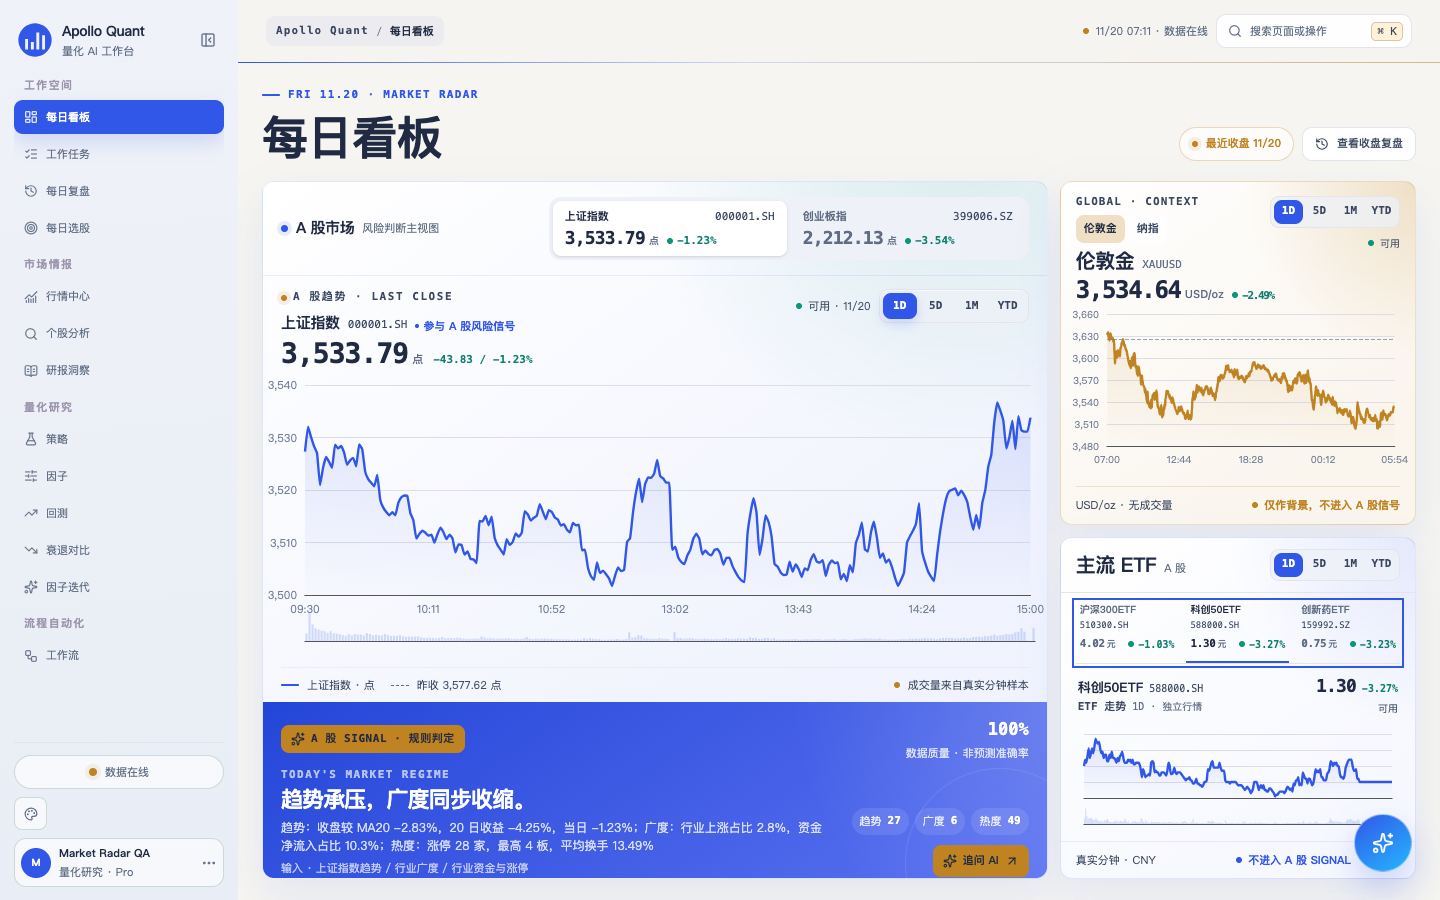 Apollo Quant
量化 AI 工作台
工作空间
每日看板
工作任务
每日复盘
每日选股
市场情报
行情中心
个股分析
研报洞察
量化研究
策略
因子
回测
衰退对比
因子迭代
流程自动化
工作流
数据在线
M
Market Radar QA
量化研究 · Pro
Apollo Quant / 每日看板
11/20 07:11 · 数据在线
搜索页面或操作
⌘ K
FRI 11.20 · MARKET RADAR
每日看板
最近收盘 11/20
查看收盘复盘
A 股市场 风险判断主视图
上证指数 000001.SH
3,533.79 点 −1.23%
创业板指 399006.SZ
2,212.13 点 −3.54%
A 股趋势 · LAST CLOSE
可用 · 11/20
1D 5D 1M YTD
上证指数 000001.SH 参与 A 股风险信号
3,533.79 点 −43.83 / −1.23%
3,540
3,530
3,520
3,510
3,500
09:30 10:11 10:52 13:02 13:43 14:24 15:00
上证指数 · 点 昨收 3,577.62 点
成交量来自真实分钟样本
A 股 SIGNAL · 规则判定
100%
数据质量 · 非预测准确率
TODAY'S MARKET REGIME
趋势承压，广度同步收缩。
趋势：收盘较 MA20 −2.83%，20 日收益 −4.25%，当日 −1.23%；广度：行业上涨占比 2.8%，资金
净流入占比 10.3%；热度：涨停 28 家，最高 4 板，平均换手 13.49%
输入 · 上证指数趋势 / 行业广度 / 行业资金与涨停
趋势 27 广度 6 热度 49
追问 AI
GLOBAL · CONTEXT
1D 5D 1M YTD
伦敦金 纳指
可用
伦敦金 XAUUSD
3,534.64 USD/oz −2.49%
3,660
3,630
3,600
3,570
3,540
3,510
3,480
07:00 12:44 18:28 00:12 05:54
USD/oz · 无成交量
仅作背景，不进入 A 股信号
主流 ETF A 股
1D 5D 1M YTD
沪深300ETF
510300.SH
4.02 元 −1.03%
科创50ETF
588000.SH
1.30 元 −3.27%
创新药ETF
159992.SZ
0.75 元 −3.23%
科创50ETF 588000.SH
1.30 −3.27%
ETF 走势 1D · 独立行情
可用
真实分钟 · CNY
不进入 A 股 SIGNAL